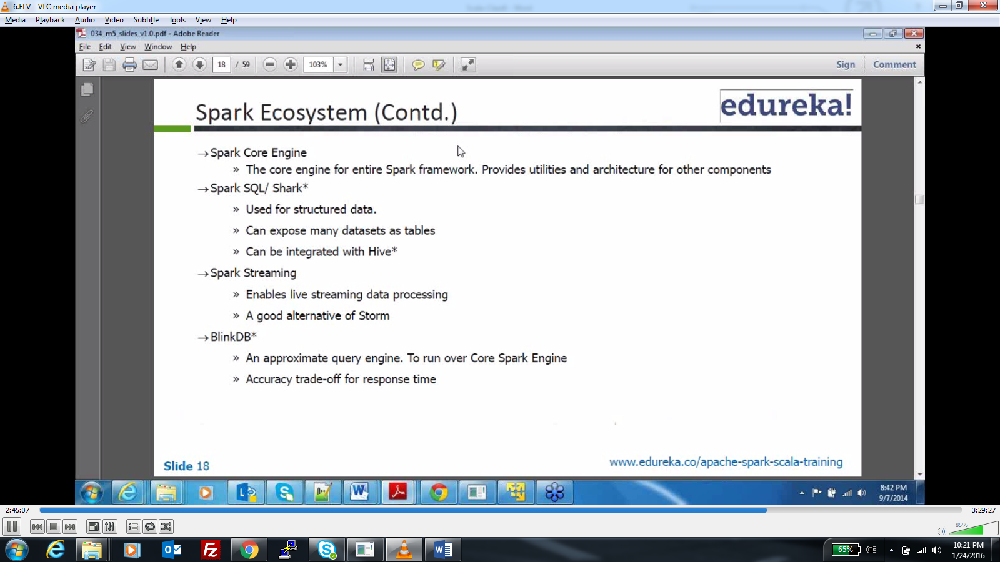 6.FLV - VLC media player
Media Playback Audio Video Subtitle Tools View Help
034_m5_slides_v1.0.pdf - Adobe Reader
File Edit View Window Help
18 / 59 103% Sign Comment
Spark Ecosystem (Contd.)
edureka!
→Spark Core Engine
» The core engine for entire Spark framework. Provides utilities and architecture for other components
→Spark SQL/ Shark*
» Used for structured data.
» Can expose many datasets as tables
» Can be integrated with Hive*
→Spark Streaming
» Enables live streaming data processing
» A good alternative of Storm
→BlinkDB*
» An approximate query engine. To run over Core Spark Engine
» Accuracy trade-off for response time
Slide 18
www.edureka.co/apache-spark-scala-training
8:42 PM
9/7/2014
2:45:07
3:29:27
85%
65%
10:21 PM
1/24/2016